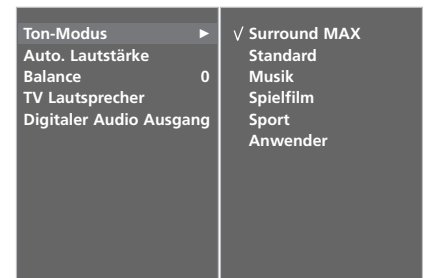 Ton-Modus ►
Auto. Lautstärke
Balance 0
TV Lautsprecher
Digitaler Audio Ausgang
√ Surround MAX
Standard
Musik
Spielfilm
Sport
Anwender